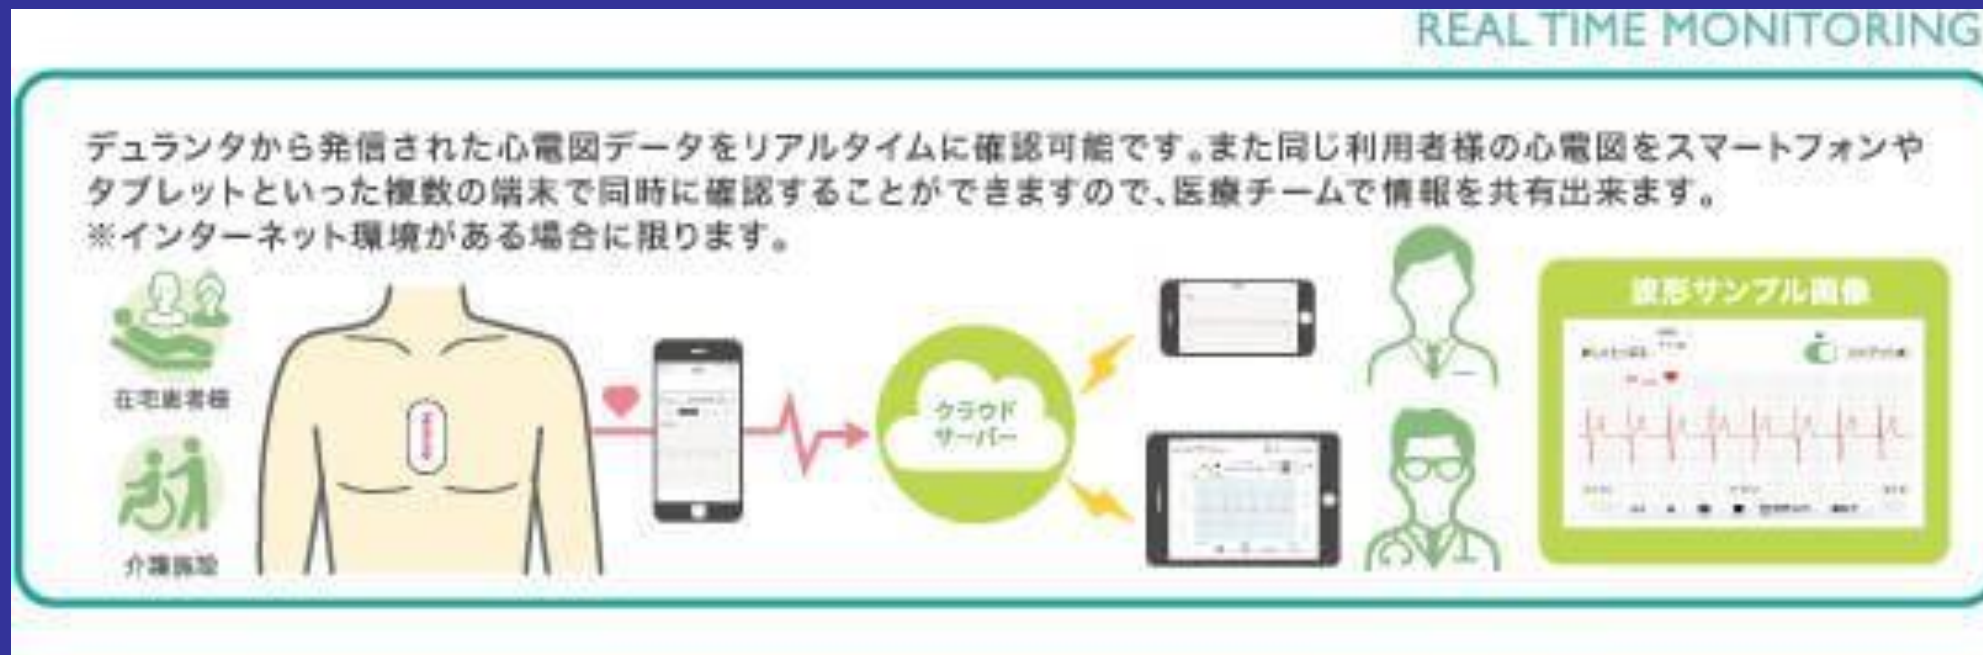 REAL TIME MONITORING
デュランタから発信された心電図データをリアルタイムに確認可能です。また同じ利用者様の心電図をスマートフォンや
タブレットといった複数の端末で同時に確認することができますので、医療チームで情報を共有出来ます。
※インターネット環境がある場合に限ります。
在宅患者様
介護施設
クラウド
サーバー
波形サンプル画像